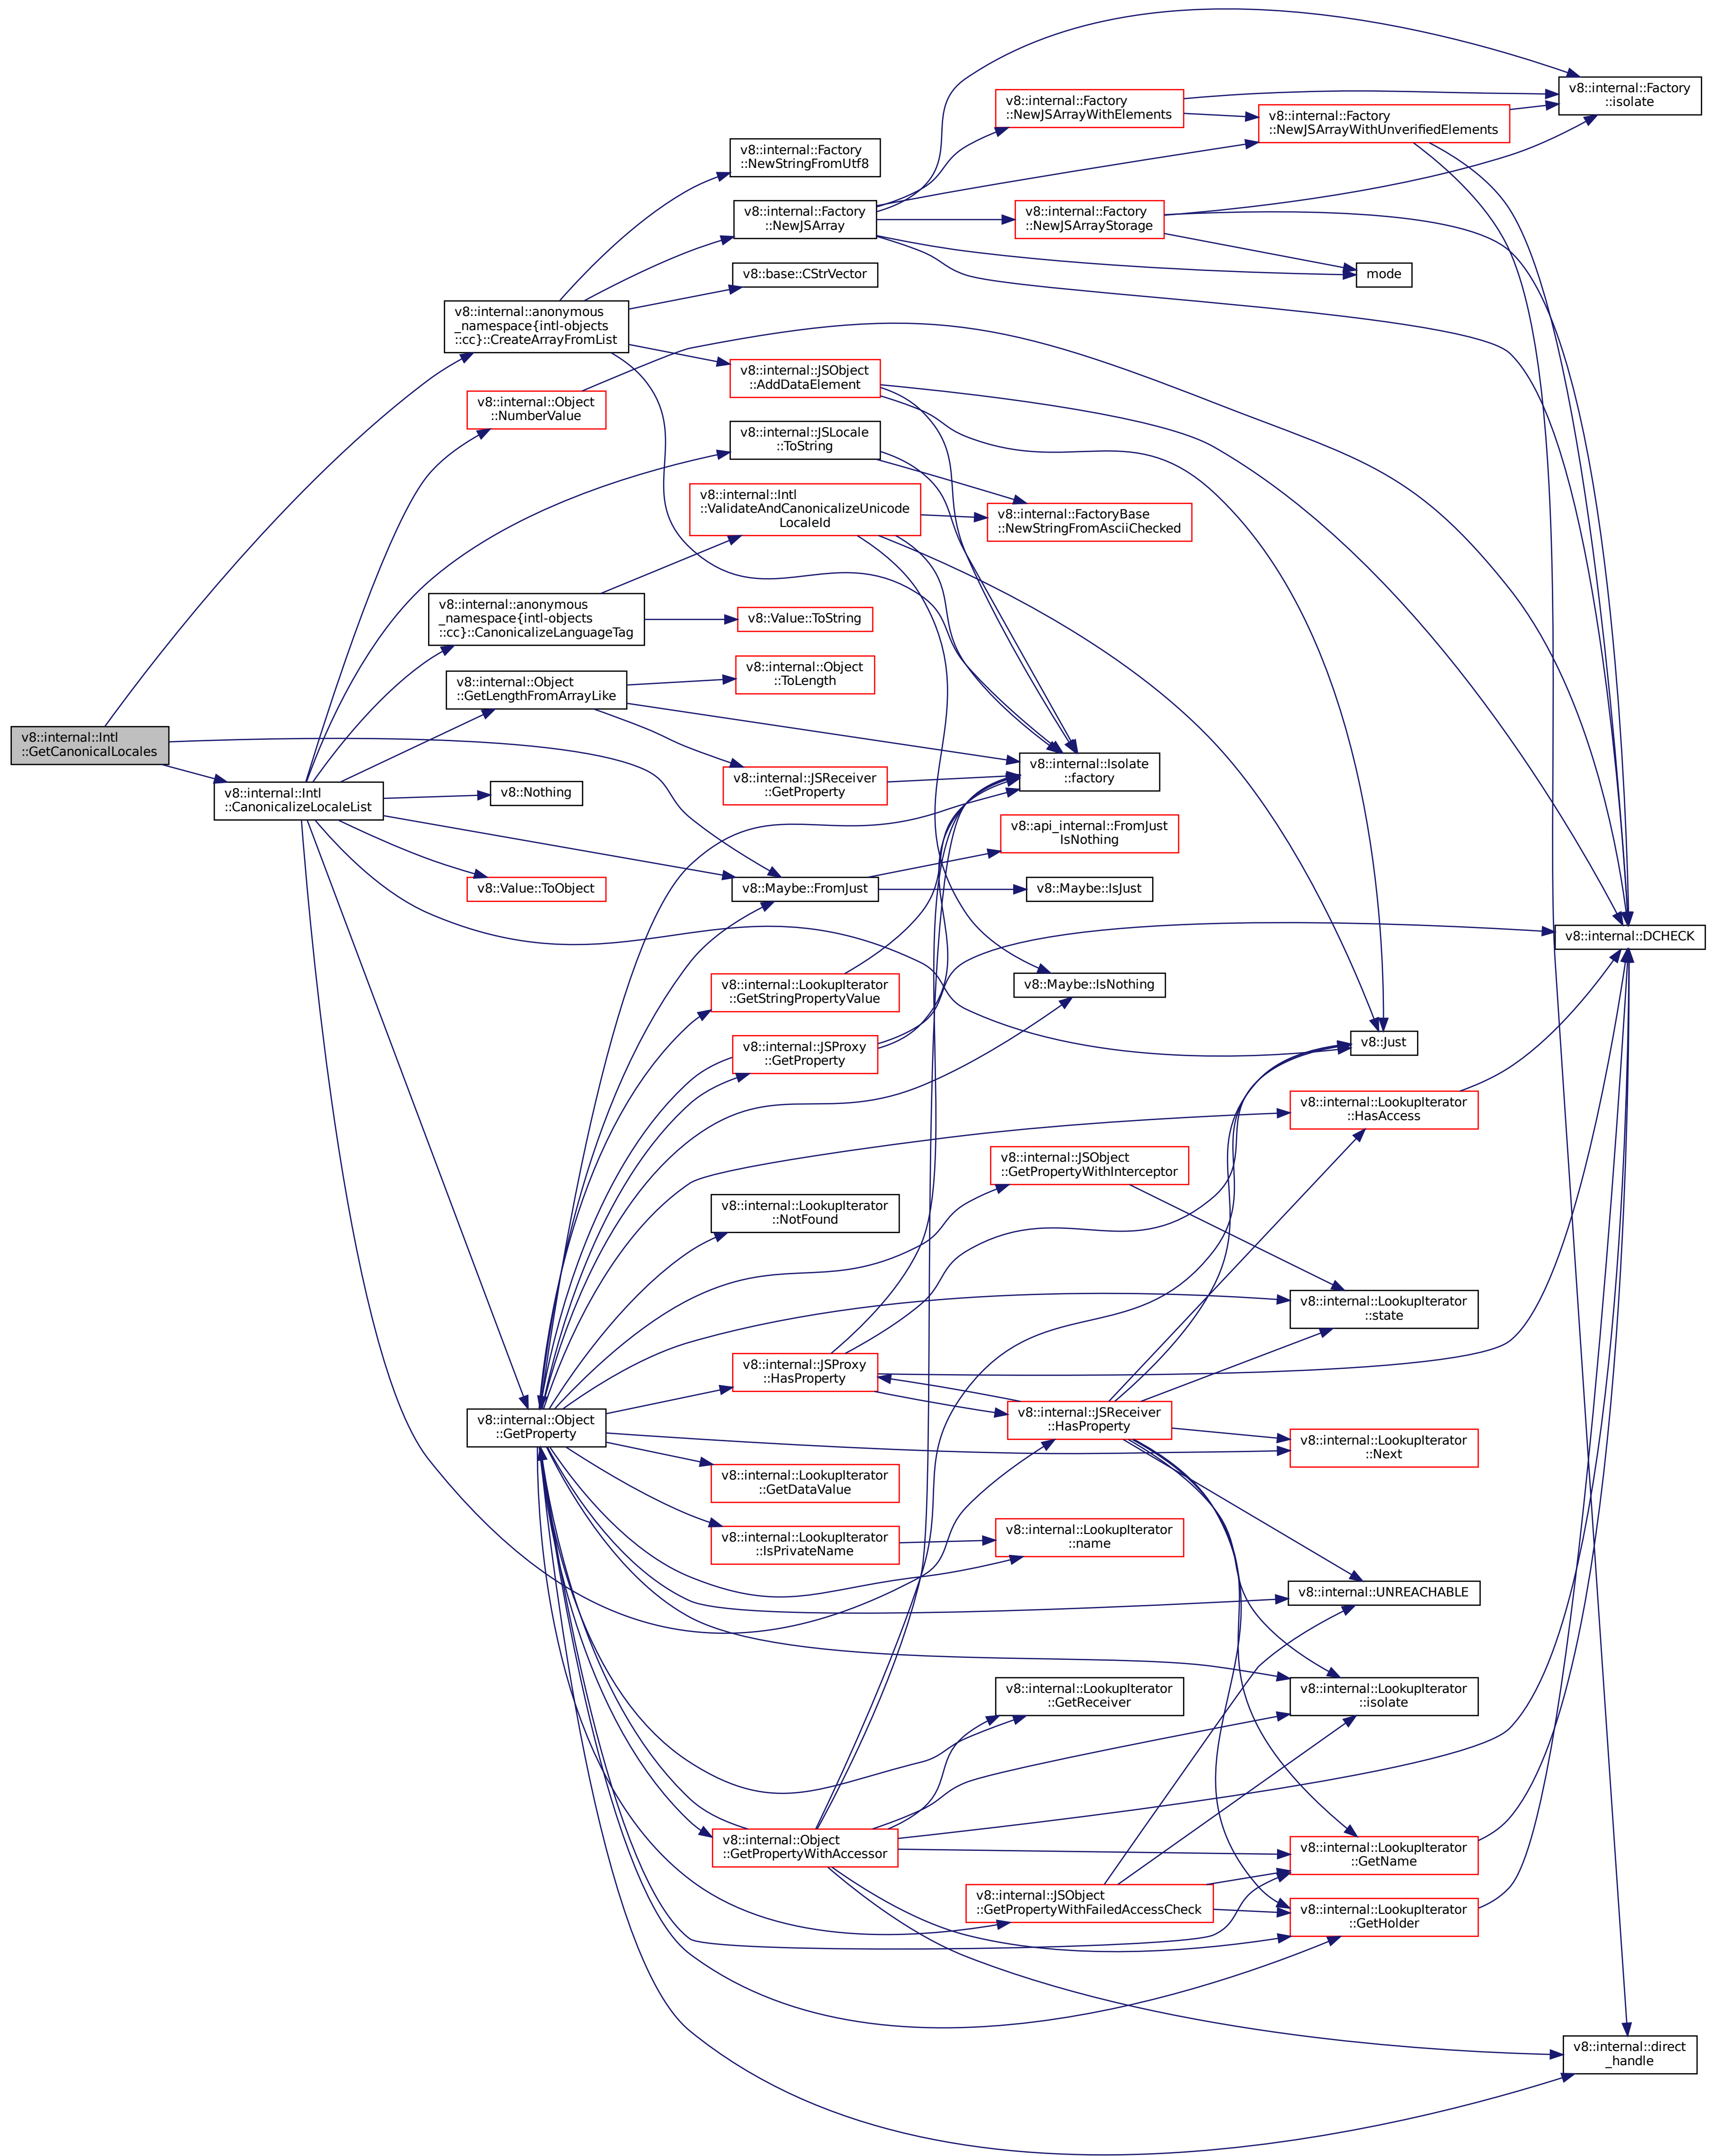 v8::internal::Intl
::GetCanonicalLocales
v8::internal::anonymous
_namespace{intl-objects
::cc}::CreateArrayFromList
v8::internal::Object
::NumberValue
v8::internal::anonymous
_namespace{intl-objects
::cc}::CanonicalizeLanguageTag
v8::internal::Object
::GetLengthFromArrayLike
v8::internal::Intl
::CanonicalizeLocaleList
v8::Nothing
v8::Value::ToObject
v8::internal::Object
::GetProperty
v8::internal::Factory
::NewStringFromUtf8
v8::internal::Factory
::NewJSArray
v8::base::CStrVector
v8::internal::JSObject
::AddDataElement
v8::internal::JSLocale
::ToString
v8::internal::Intl
::ValidateAndCanonicalizeUnicode
LocaleId
v8::Value::ToString
v8::internal::Object
::ToLength
v8::internal::JSReceiver
::GetProperty
v8::Maybe::FromJust
v8::internal::LookupIterator
::GetStringPropertyValue
v8::internal::JSProxy
::GetProperty
v8::internal::LookupIterator
::NotFound
v8::internal::JSProxy
::HasProperty
v8::internal::LookupIterator
::GetDataValue
v8::internal::LookupIterator
::IsPrivateName
v8::internal::Object
::GetPropertyWithAccessor
v8::internal::Factory
::NewJSArrayWithElements
v8::internal::Factory
::NewJSArrayStorage
v8::internal::FactoryBase
::NewStringFromAsciiChecked
v8::internal::Isolate
::factory
v8::api_internal::FromJust
IsNothing
v8::Maybe::IsJust
v8::Maybe::IsNothing
v8::internal::JSObject
::GetPropertyWithInterceptor
v8::internal::JSReceiver
::HasProperty
v8::internal::LookupIterator
::name
v8::internal::LookupIterator
::GetReceiver
v8::internal::JSObject
::GetPropertyWithFailedAccessCheck
v8::internal::Factory
::NewJSArrayWithUnverifiedElements
mode
v8::Just
v8::internal::LookupIterator
::HasAccess
v8::internal::LookupIterator
::state
v8::internal::LookupIterator
::Next
v8::internal::UNREACHABLE
v8::internal::LookupIterator
::isolate
v8::internal::LookupIterator
::GetName
v8::internal::LookupIterator
::GetHolder
v8::internal::Factory
::isolate
v8::internal::DCHECK
v8::internal::direct
_handle